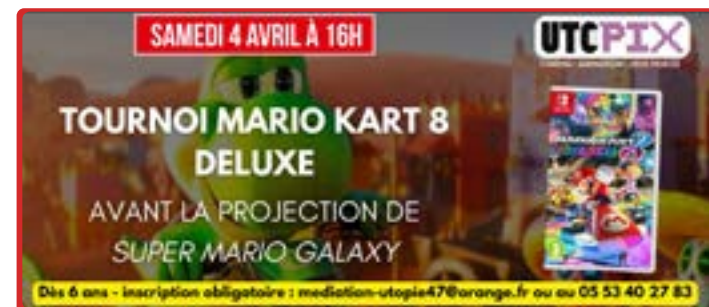 SAMEDI 4 AVRIL À 16H
UTCPIX
TOURNOI MARIO KART 8
DELUXE
AVANT LA PROJECTION DE
SUPER MARIO GALAXY
Dès 6 ans - inscription obligatoire : mediation-utopie47@orange.fr ou au 05 53 40 27 83